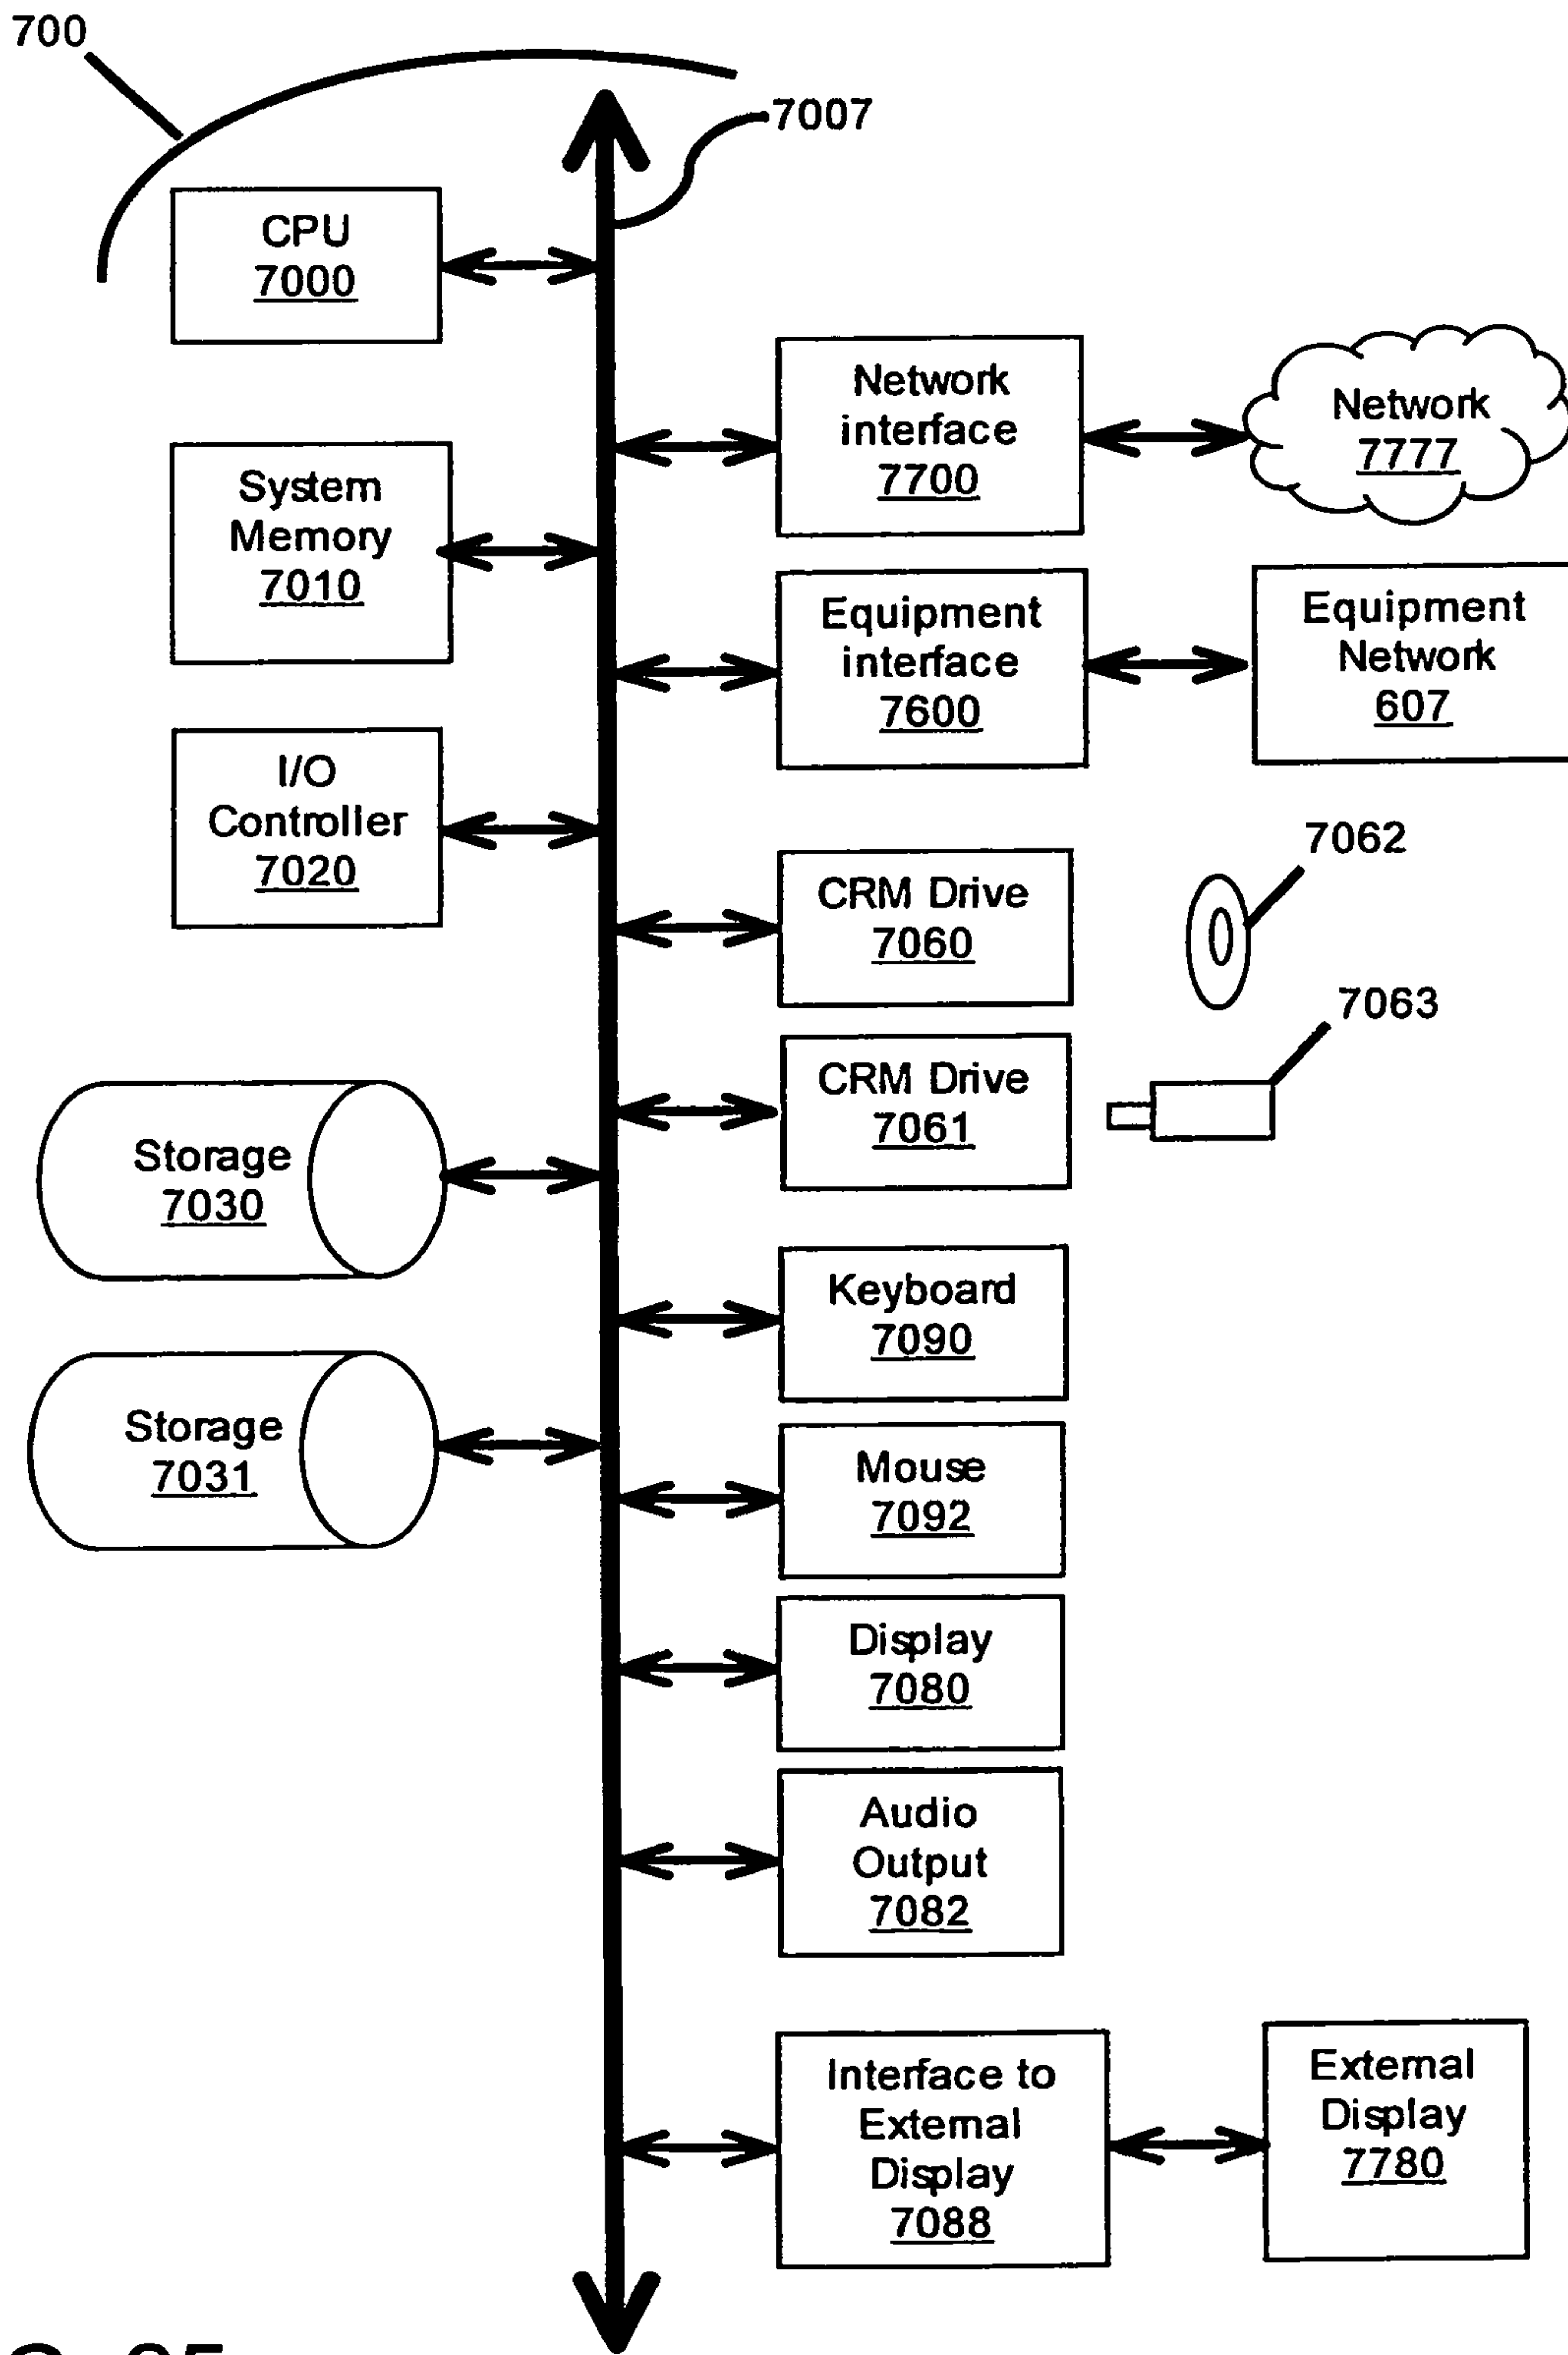 700
7007
CPU
7000
Network
interface
7700
Network
7777
System
Memory
7010
Equipment
interface
7600
Equipment
Network
607
I/O
Controller
7020
CRM Drive
7060
7062
CRM Drive
7061
7063
Storage
7030
Keyboard
7090
Storage
7031
Mouse
7092
Display
7080
Audio
Output
7082
Interface to
External
Display
7088
External
Display
7780